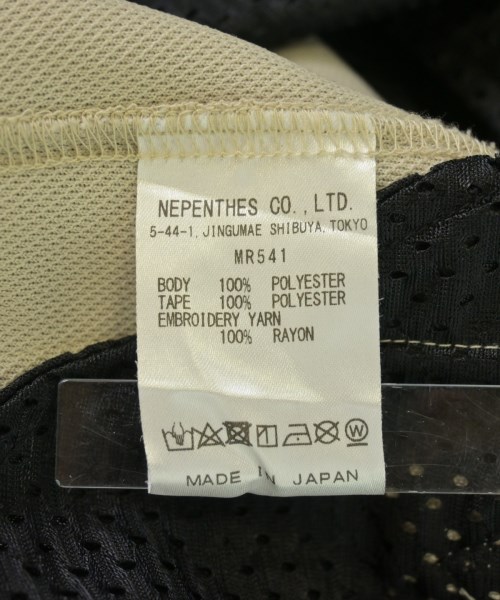 NEPENTHES CO.,LTD.
5-44-1, JINGUMAE SHIBUYA, TOKYO
MR541
BODY 100% POLYESTER
TAPE 100% POLYESTER
EMBROIDERY YARN
100% RAYON
W
MADE IN JAPAN